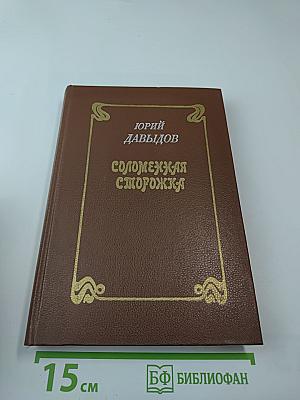 ЮРИЙ
ДАВЫДОВ
СОЛОМЕННАЯ
СТОРОЖКА
15 см
БФ БИБЛИОФАН